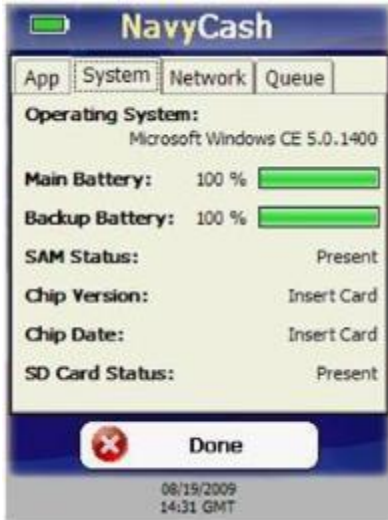 NavyCash
App System Network Queue
Operating System:
Microsoft Windows CE 5.0.1400
Main Battery: 100 %
Backup Battery: 100 %
SAM Status: Present
Chip Version: Insert Card
Chip Date: Insert Card
SD Card Status: Present
Done
08/19/2009
14:31 GMT